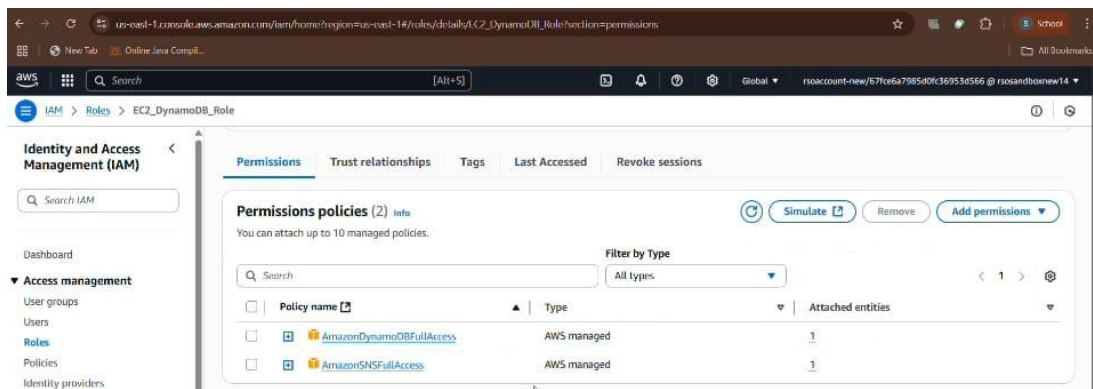 us-east-1.console.aws.amazon.com/iam/home?region=us-east-1#/roles/details/EC2_DynamoDB_Role?section=permissions
S School
New Tab Online Java Compil...
All Bookmarks
aws Search [Alt+S] Global rsoaccount-new/67fce6a7985d0fc36953d566 @ rsosandboxnew14
IAM > Roles > EC2_DynamoDB_Role
Identity and Access Management (IAM)
Search IAM
Dashboard
Access management
User groups
Users
Roles
Policies
Identity providers
Permissions Trust relationships Tags Last Accessed Revoke sessions
Permissions policies (2) Info
Simulate Remove Add permissions
You can attach up to 10 managed policies.
Filter by Type
Search All types 1
Policy name Type Attached entities
AmazonDynamoDBFullAccess AWS managed 1
AmazonSNSFullAccess AWS managed 1